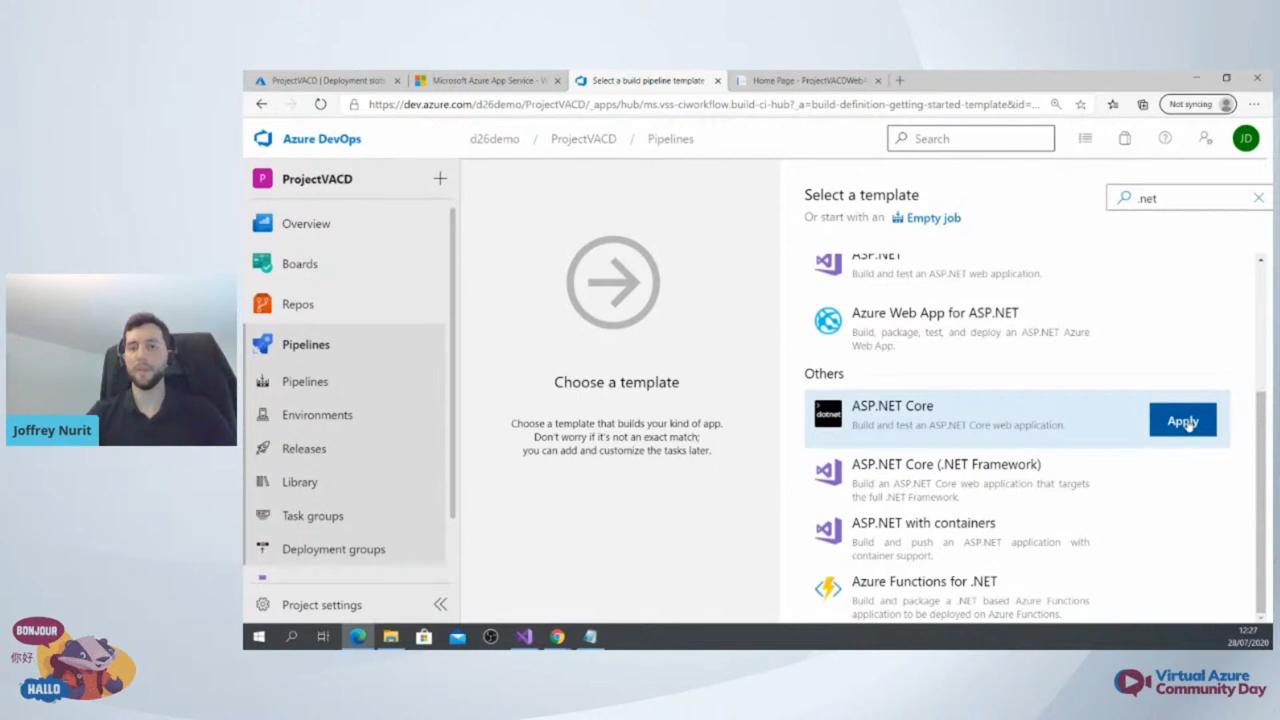 ProjectVACD | Deployment slots
Microsoft Azure App Service - W
Select a build pipeline template
Home Page - ProjectVACDWebA
https://dev.azure.com/d26demo/ProjectVACD/_apps/hub/ms.vss-ciworkflow.build-ci-hub?_a=build-definition-getting-started-template&id=...
Not syncing
Azure DevOps
d26demo / ProjectVACD / Pipelines
Search
JD
P
ProjectVACD
Overview
Boards
Repos
Pipelines
Pipelines
Environments
Releases
Library
Task groups
Deployment groups
Project settings
Choose a template
Choose a template that builds your kind of app.
Don't worry if it's not an exact match;
you can add and customize the tasks later.
Select a template
.net
Or start with an Empty job
ASP.NET
Build and test an ASP.NET web application.
Azure Web App for ASP.NET
Build, package, test, and deploy an ASP.NET Azure
Web App.
Others
dotnet
ASP.NET Core
Build and test an ASP.NET Core web application.
Apply
ASP.NET Core (.NET Framework)
Build an ASP.NET Core web application that targets
the full .NET Framework.
ASP.NET with containers
Build and push an ASP.NET application with
container support.
Azure Functions for .NET
Build and package a .NET based Azure Functions
application to be deployed on Azure Functions.
12:27
28/07/2020
Joffrey Nurit
BONJOUR
你好
HALLO
Virtual Azure
Community Day